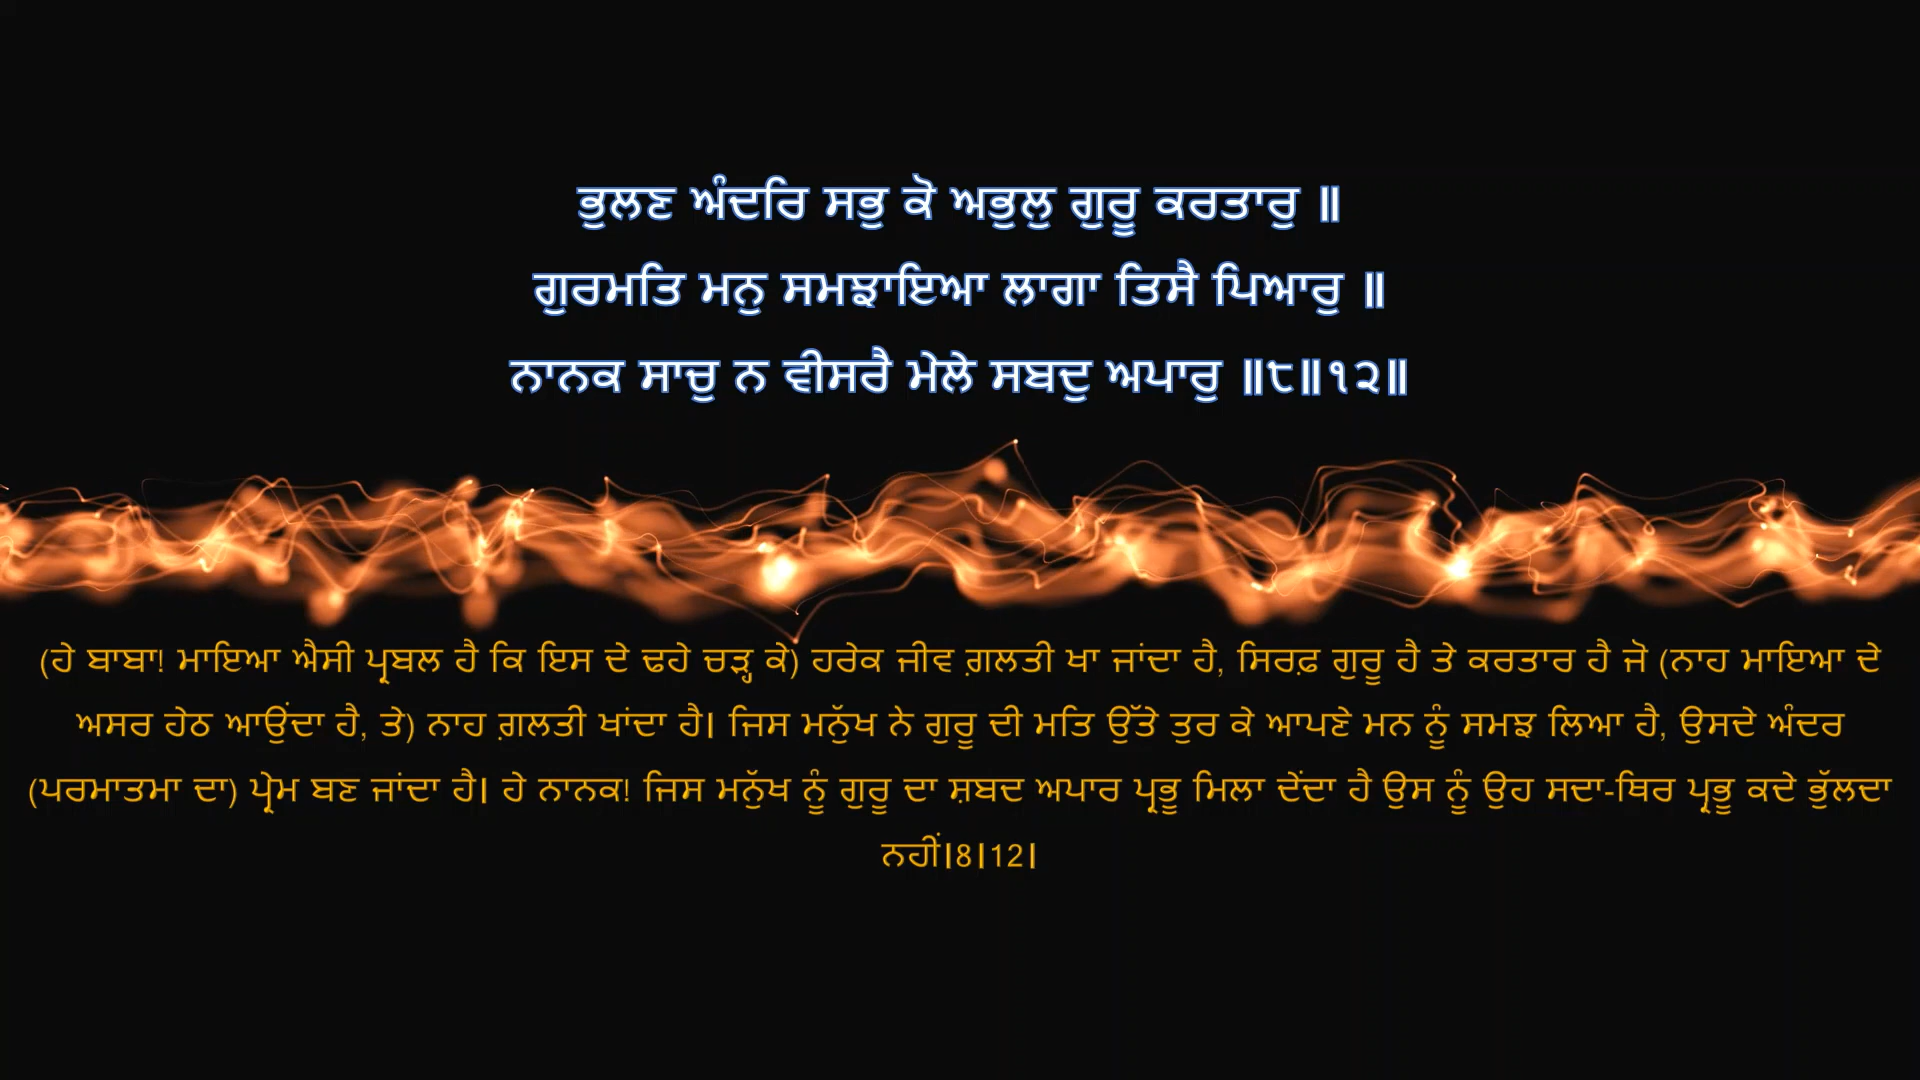 ਭੁਲਣ ਅੰਦਰਿ ਸਭੁ ਕੋ ਅਭੁਲੁ ਗੁਰੂ ਕਰਤਾਰੁ ॥
ਗੁਰਮਤਿ ਮਨੁ ਸਮਝਾਇਆ ਲਾਗਾ ਤਿਸੈ ਪਿਆਰੁ ॥
ਨਾਨਕ ਸਾਚੁ ਨ ਵੀਸਰੈ ਮੇਲੇ ਸਬਦੁ ਅਪਾਰੁ ॥੮॥੧੨॥
(ਹੇ ਬਾਬਾ! ਮਾਇਆ ਐਸੀ ਪ੍ਰਬਲ ਹੈ ਕਿ ਇਸ ਦੇ ਢਹੇ ਚੜ੍ਹ ਕੇ) ਹਰੇਕ ਜੀਵ ਗ਼ਲਤੀ ਖਾ ਜਾਂਦਾ ਹੈ, ਸਿਰਫ਼ ਗੁਰੂ ਹੈ ਤੇ ਕਰਤਾਰ ਹੈ ਜੋ (ਨਾਹ ਮਾਇਆ ਦੇ
ਅਸਰ ਹੇਠ ਆਉਂਦਾ ਹੈ, ਤੇ) ਨਾਹ ਗ਼ਲਤੀ ਖਾਂਦਾ ਹੈ। ਜਿਸ ਮਨੁੱਖ ਨੇ ਗੁਰੂ ਦੀ ਮਤਿ ਉੱਤੇ ਤੁਰ ਕੇ ਆਪਣੇ ਮਨ ਨੂੰ ਸਮਝ ਲਿਆ ਹੈ, ਉਸਦੇ ਅੰਦਰ
(ਪਰਮਾਤਮਾ ਦਾ) ਪ੍ਰੇਮ ਬਣ ਜਾਂਦਾ ਹੈ। ਹੇ ਨਾਨਕ! ਜਿਸ ਮਨੁੱਖ ਨੂੰ ਗੁਰੂ ਦਾ ਸ਼ਬਦ ਅਪਾਰ ਪ੍ਰਭੂ ਮਿਲਾ ਦੇਂਦਾ ਹੈ ਉਸ ਨੂੰ ਉਹ ਸਦਾ-ਥਿਰ ਪ੍ਰਭੂ ਕਦੇ ਭੁੱਲਦਾ
ਨਹੀਂ।8।12।